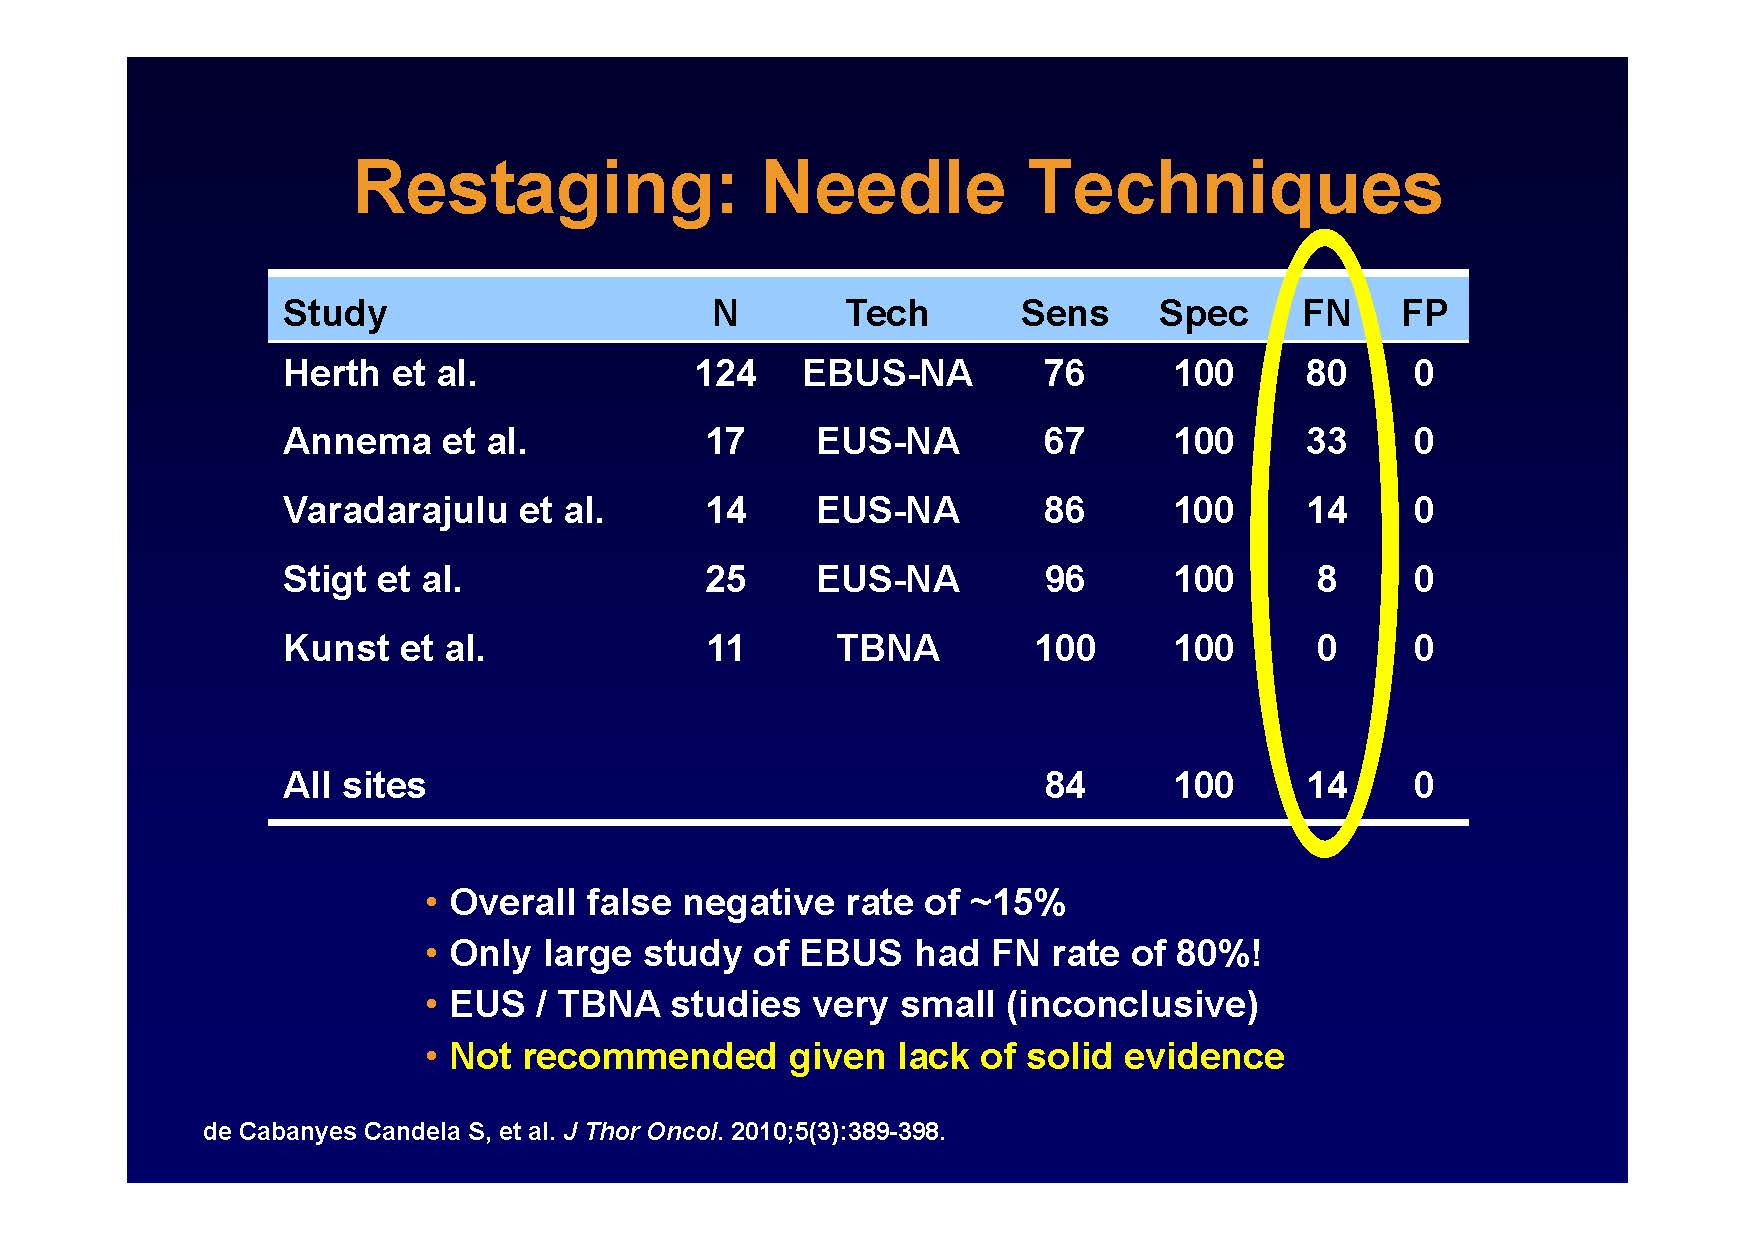 Restaging: Needle Techniques
Study N Tech Sens Spec FN FP
Herth et al. 124 EBUS-NA 76 100 80 0
Annema et al. 17 EUS-NA 67 100 33 0
Varadarajulu et al. 14 EUS-NA 86 100 14 0
Stigt et al. 25 EUS-NA 96 100 8 0
Kunst et al. 11 TBNA 100 100 0 0
All sites 84 100 14 0
• Overall false negative rate of ~15%
• Only large study of EBUS had FN rate of 80%!
• EUS / TBNA studies very small (inconclusive)
• Not recommended given lack of solid evidence
de Cabanyes Candela S, et al. J Thor Oncol. 2010;5(3):389-398.